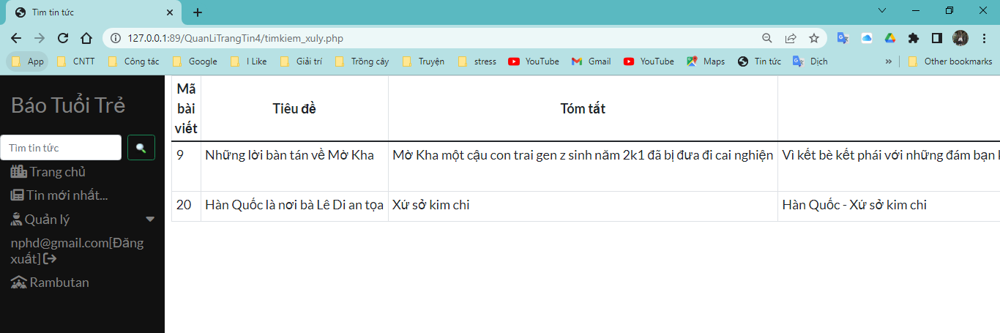 Tìm tin tức
127.0.0.1:89/QuanLiTrangTin4/timkiem_xuly.php
App CNTT Công tác Google I Like Giải trí Trồng cây Truyện stress YouTube Gmail YouTube Maps Tin tức Dịch » Other bookmarks
Báo Tuổi Trẻ
Tìm tin tức
Trang chủ
Tin mới nhất...
Quản lý
nphd@gmail.com[Đăng
xuất]
Rambutan
Mã
bài
viết
Tiêu đề
Tóm tắt
9 Những lời bàn tán về Mờ Kha Mờ Kha một cậu con trai gen z sinh năm 2k1 đã bị đưa đi cai nghiện Vì kết bè kết phái với những đám bạn
20 Hàn Quốc là nơi bà Lê Di an tọa Xứ sở kim chi Hàn Quốc - Xứ sở kim chi